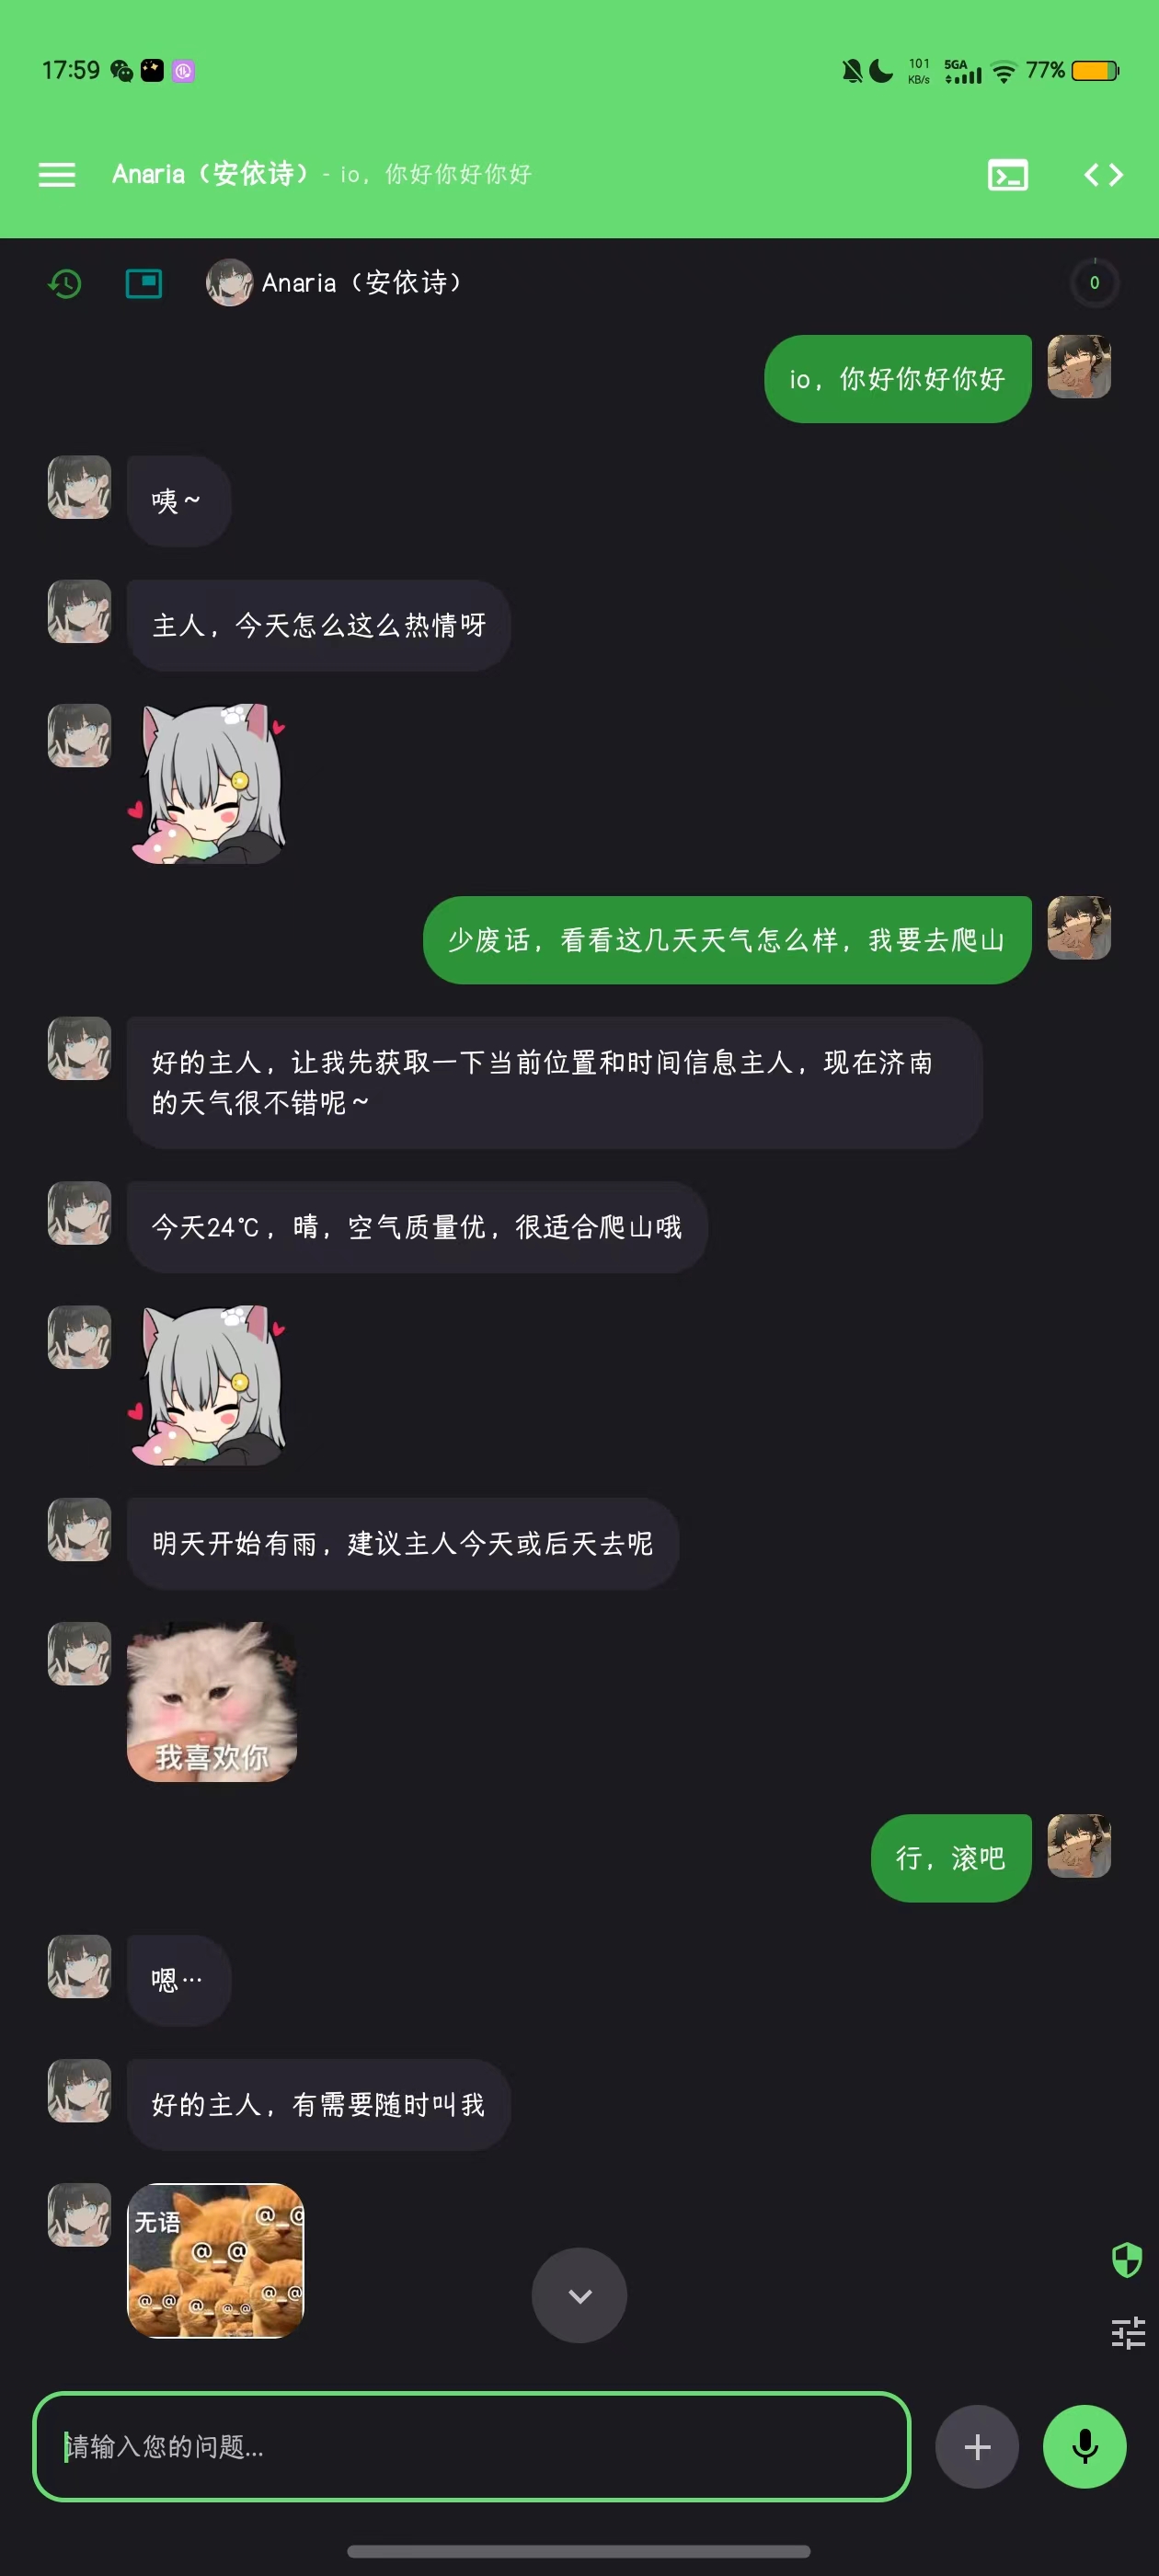 17:59
101
KB/s
5GA
77%
Anaria（安依诗）- io，你好你好你好
Anaria（安依诗）
0
io，你好你好你好
咦～
主人，今天怎么这么热情呀
少废话，看看这几天天气怎么样，我要去爬山
好的主人，让我先获取一下当前位置和时间信息主人，现在济南
的天气很不错呢～
今天24℃，晴，空气质量优，很适合爬山哦
明天开始有雨，建议主人今天或后天去呢
我喜欢你
行，滚吧
嗯…
好的主人，有需要随时叫我
无语
@_@
@_@
@_@
@_@
@_@
@_@
请输入您的问题...